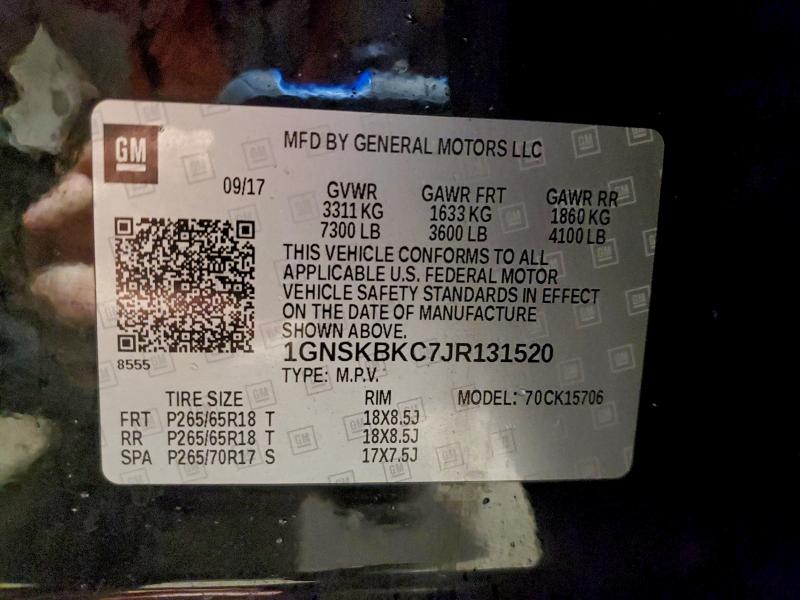 GM
MFD BY GENERAL MOTORS LLC
09/17 GVWR GAWR FRT GAWR RR
3311 KG 1633 KG 1860 KG
7300 LB 3600 LB 4100 LB
THIS VEHICLE CONFORMS TO ALL
APPLICABLE U.S. FEDERAL MOTOR
VEHICLE SAFETY STANDARDS IN EFFECT
ON THE DATE OF MANUFACTURE
SHOWN ABOVE.
1GNSKBKC7JR131520
8555
TYPE: M.P.V.
TIRE SIZE RIM MODEL: 70CK15706
FRT P265/65R18 T 18X8.5J
RR P265/65R18 T 18X8.5J
SPA P265/70R17 S 17X7.5J